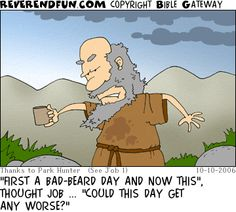 REVERENDFUN.COM COPYRIGHT BIBLE GATEWAY
Thanks to Park Hunter (See Job 1) 10-10-2006
"FIRST A BAD-BEARD DAY AND NOW THIS",
THOUGHT JOB ... "COULD THIS DAY GET
ANY WORSE?"